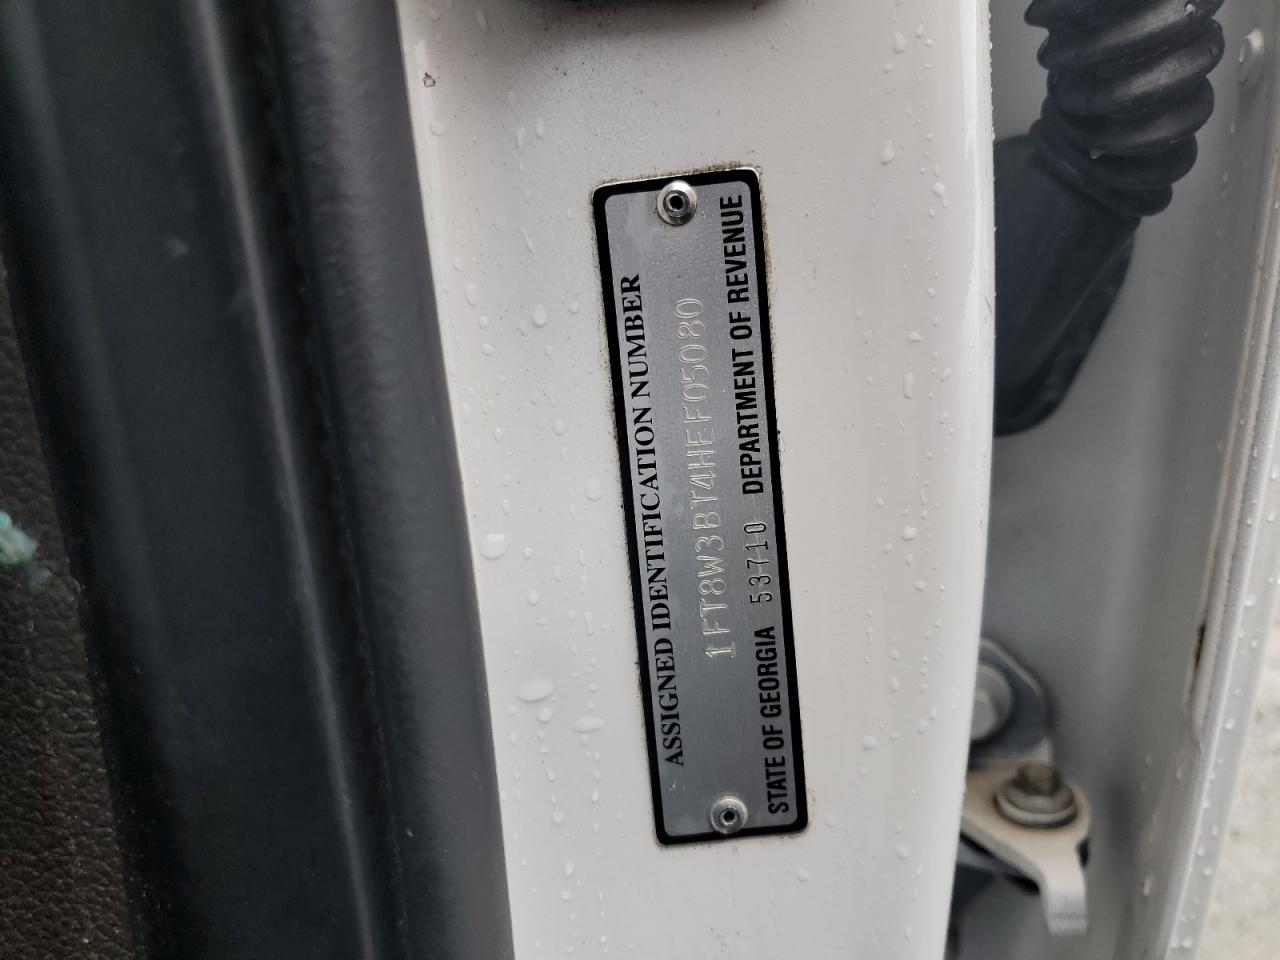 ASSIGNED IDENTIFICATION NUMBER
1FT8W3BT4HEF05080
STATE OF GEORGIA 53710 DEPARTMENT OF REVENUE